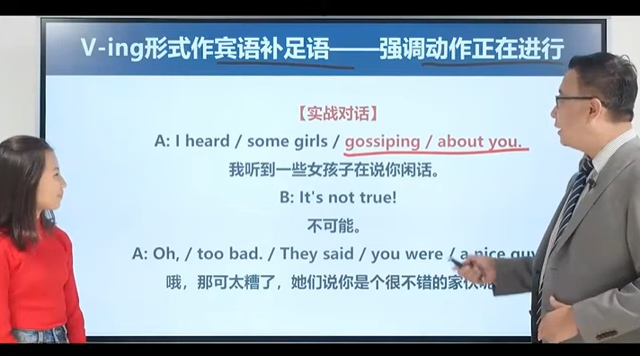 V-ing形式作宾语补足语——强调动作正在进行
【实战对话】
A: I heard / some girls / gossiping / about you.
我听到一些女孩子在说你闲话。
B: It's not true!
不可能。
A: Oh, / too bad. / They said / you were / a nice guy
哦，那可太糟了，她们说你是个很不错的家伙呢